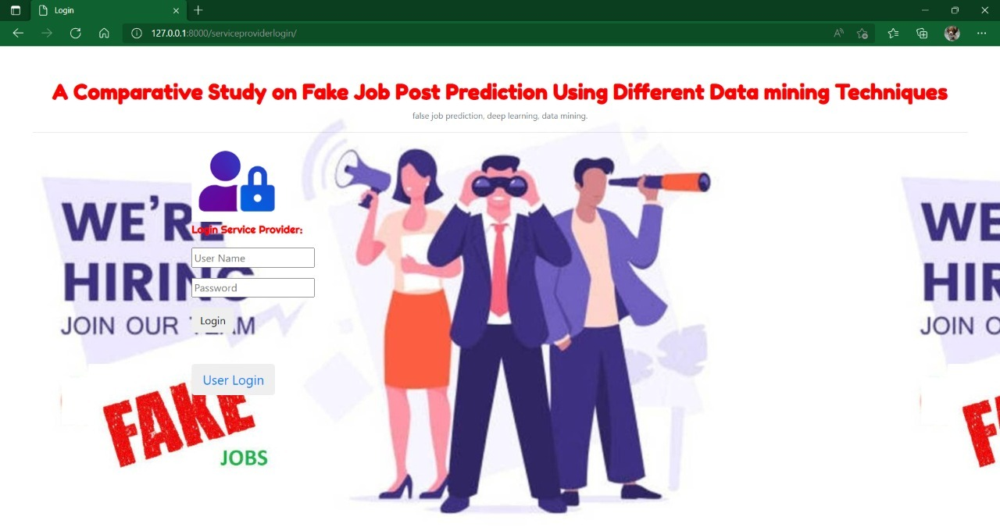 Login
127.0.0.1:8000/serviceproviderlogin/
A Comparative Study on Fake Job Post Prediction Using Different Data mining Techniques
false job prediction, deep learning, data mining.
WE'RE
HIRING
JOIN OUR TEAM
Login Service Provider:
User Name
Password
Login
User Login
FAKE
JOBS
WE
HIR
JOIN O
F